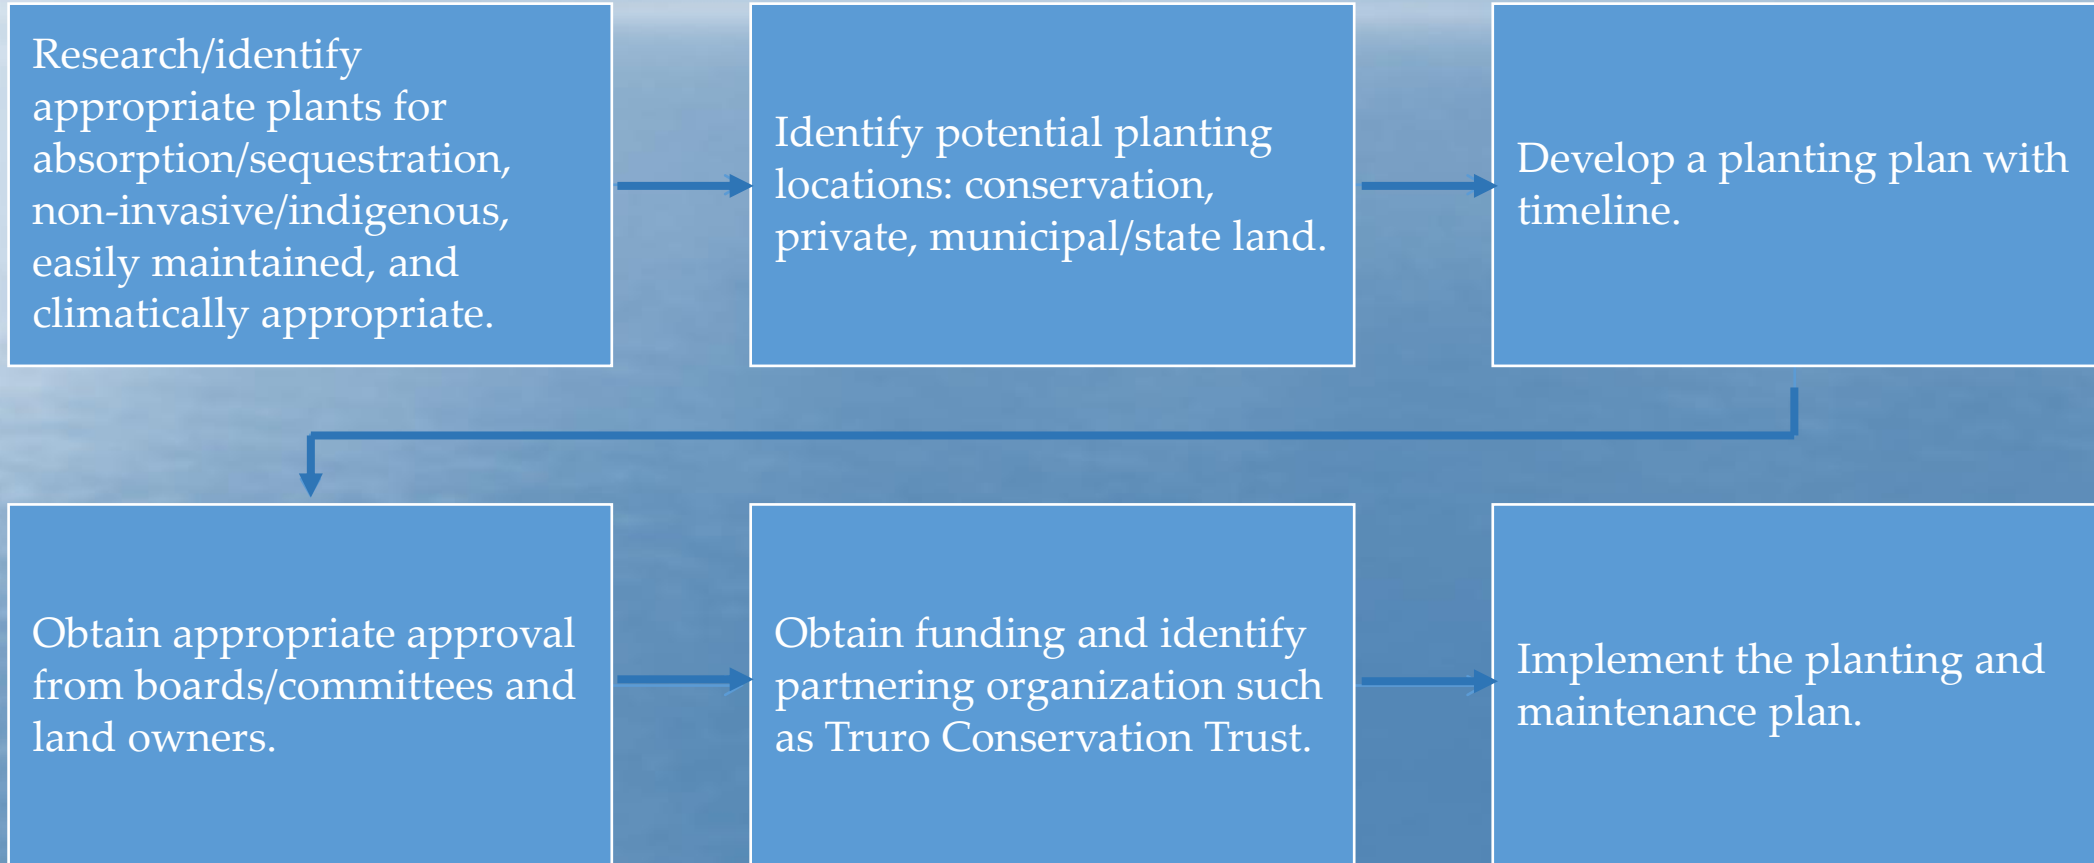 Research/identify
appropriate plants for
absorption/sequestration,
non-invasive/indigenous,
easily maintained, and
climatically appropriate.
Identify potential planting
locations: conservation,
private, municipal/state land.
Develop a planting plan with
timeline.
Obtain appropriate approval
from boards/committees and
land owners.
Obtain funding and identify
partnering organization such
as Truro Conservation Trust.
Implement the planting and
maintenance plan.